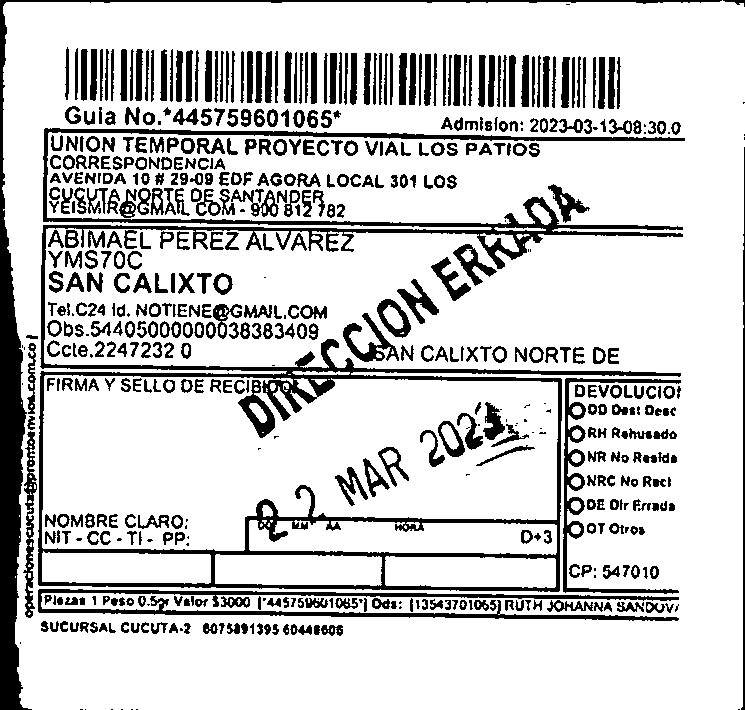 Guia No.*445759601065*
Admision: 2023-03-13-08:30.0
UNION TEMPORAL PROYECTO VIAL LOS PATIOS
CORRESPONDENCIA
AVENIDA 10 # 29-09 EDF AGORA LOCAL 301 LOS
CUCUTA NORTE DE SANTANDER
YEISMIR@GMAIL COM - 900 812 782
ABIMAEL PEREZ ALVAREZ
YMS70C
SAN CALIXTO
Tel.C24 Id. NOTIENE@GMAIL.COM
Obs.54405000000038383409
Ccte.2247232 0
SAN CALIXTO NORTE DE
DIRECCION ERRADA
22 MAR 2023
FIRMA Y SELLO DE RECIBIDO:
NOMBRE CLARO:
NIT - CC - TI - PP:
DD MM AA HORA
D+3
DEVOLUCIO
DD Dest Desc
RH Rehusado
NR No Reside
NRC No Recl
DE Dir Errada
OT Otros
CP: 547010
Piezas 1 Peso 0.5gr Valor $3000 [*445759601065*] Ods: [13543701065] RUTH JOHANNA SANDOV
SUCURSAL CUCUTA-2 6075891395 60448606
operacionescucuta@prontoenvios.com.co